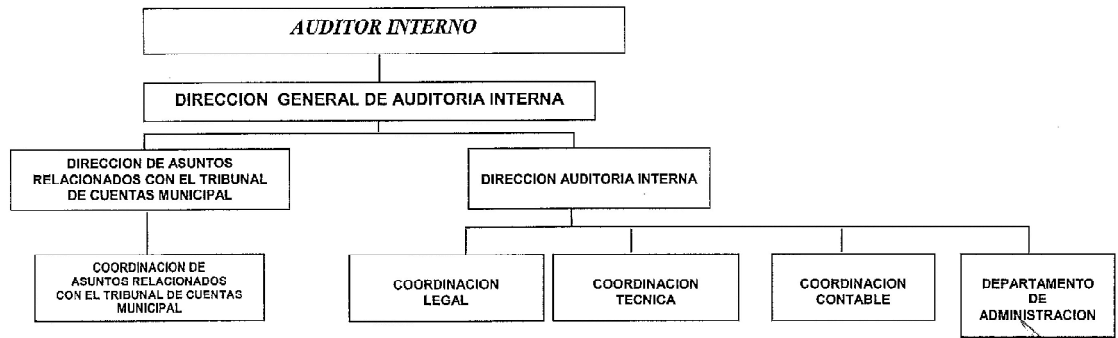 AUDITOR INTERNO
DIRECCION GENERAL DE AUDITORIA INTERNA
DIRECCION DE ASUNTOS
RELACIONADOS CON EL TRIBUNAL
DE CUENTAS MUNICIPAL
DIRECCION AUDITORIA INTERNA
COORDINACION DE
ASUNTOS RELACIONADOS
CON EL TRIBUNAL DE CUENTAS
MUNICIPAL
COORDINACION
LEGAL
COORDINACION
TECNICA
COORDINACION
CONTABLE
DEPARTAMENTO
DE
ADMINISTRACION